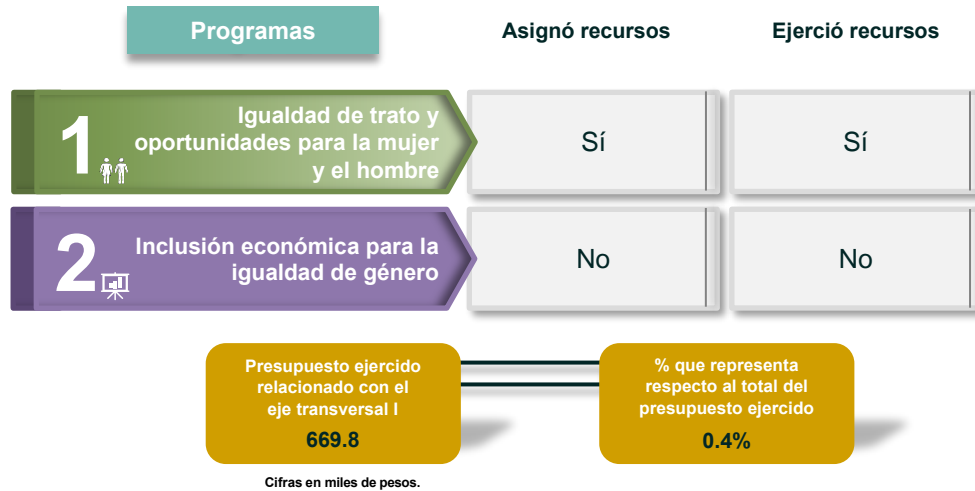 Programas
Asignó recursos
Ejerció recursos
1
Igualdad de trato y
oportunidades para la mujer
y el hombre
Sí
Sí
2
Inclusión económica para la
igualdad de género
No
No
Presupuesto ejercido
relacionado con el
eje transversal I
669.8
% que representa
respecto al total del
presupuesto ejercido
0.4%
Cifras en miles de pesos.